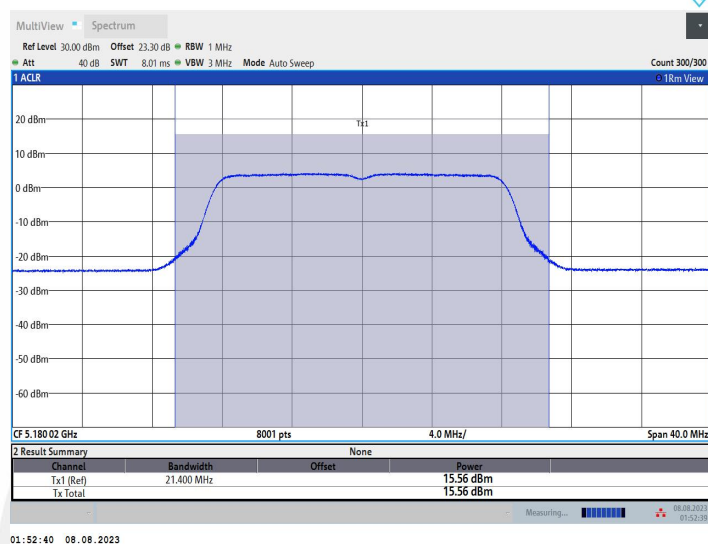 MultiView Spectrum
Ref Level 30.00 dBm Offset 23.30 dB RBW 1 MHz
Att 40 dB SWT 8.01 ms VBW 3 MHz Mode Auto Sweep Count 300/300
1 ACLR 1Rm View
Tx1
20 dBm
10 dBm
0 dBm
-10 dBm
-20 dBm
-30 dBm
-40 dBm
-50 dBm
-60 dBm
CF 5.180 02 GHz 8001 pts 4.0 MHz/ Span 40.0 MHz
2 Result Summary None
Channel Bandwidth Offset Power
Tx1 (Ref) 21.400 MHz 15.56 dBm
Tx Total 15.56 dBm
Measuring... 08.08.2023
01:52:39
01:52:40 08.08.2023